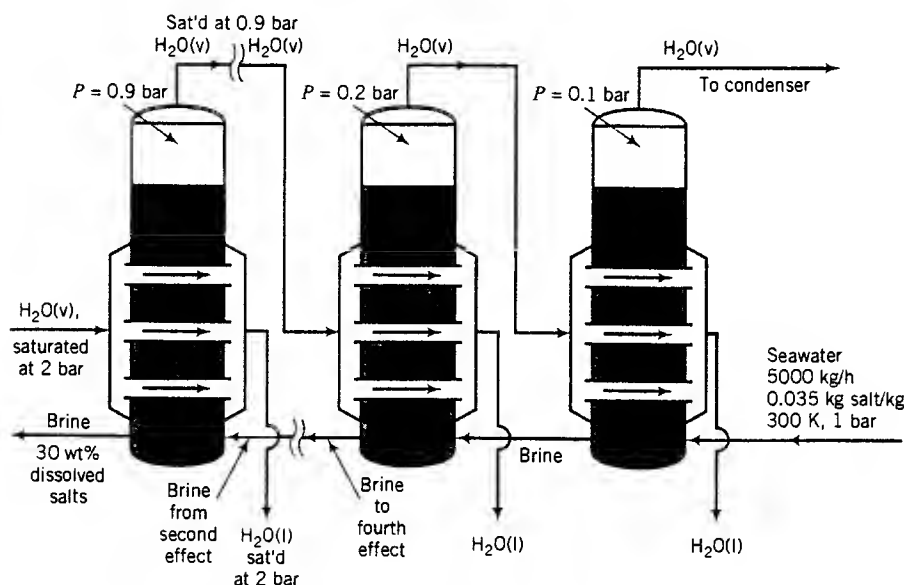 Sat'd at 0.9 bar
H₂O(v) H₂O(v)
H₂O(v)
H₂O(v)
To condenser
P = 0.9 bar
P = 0.2 bar
P = 0.1 bar
H₂O(v),
saturated
at 2 bar
Seawater
5000 kg/h
0.035 kg salt/kg
300 K, 1 bar
Brine
30 wt%
dissolved
salts
Brine
from
second
effect
H₂O(l)
sat'd
at 2 bar
Brine
to
fourth
effect
H₂O(l)
Brine
H₂O(l)